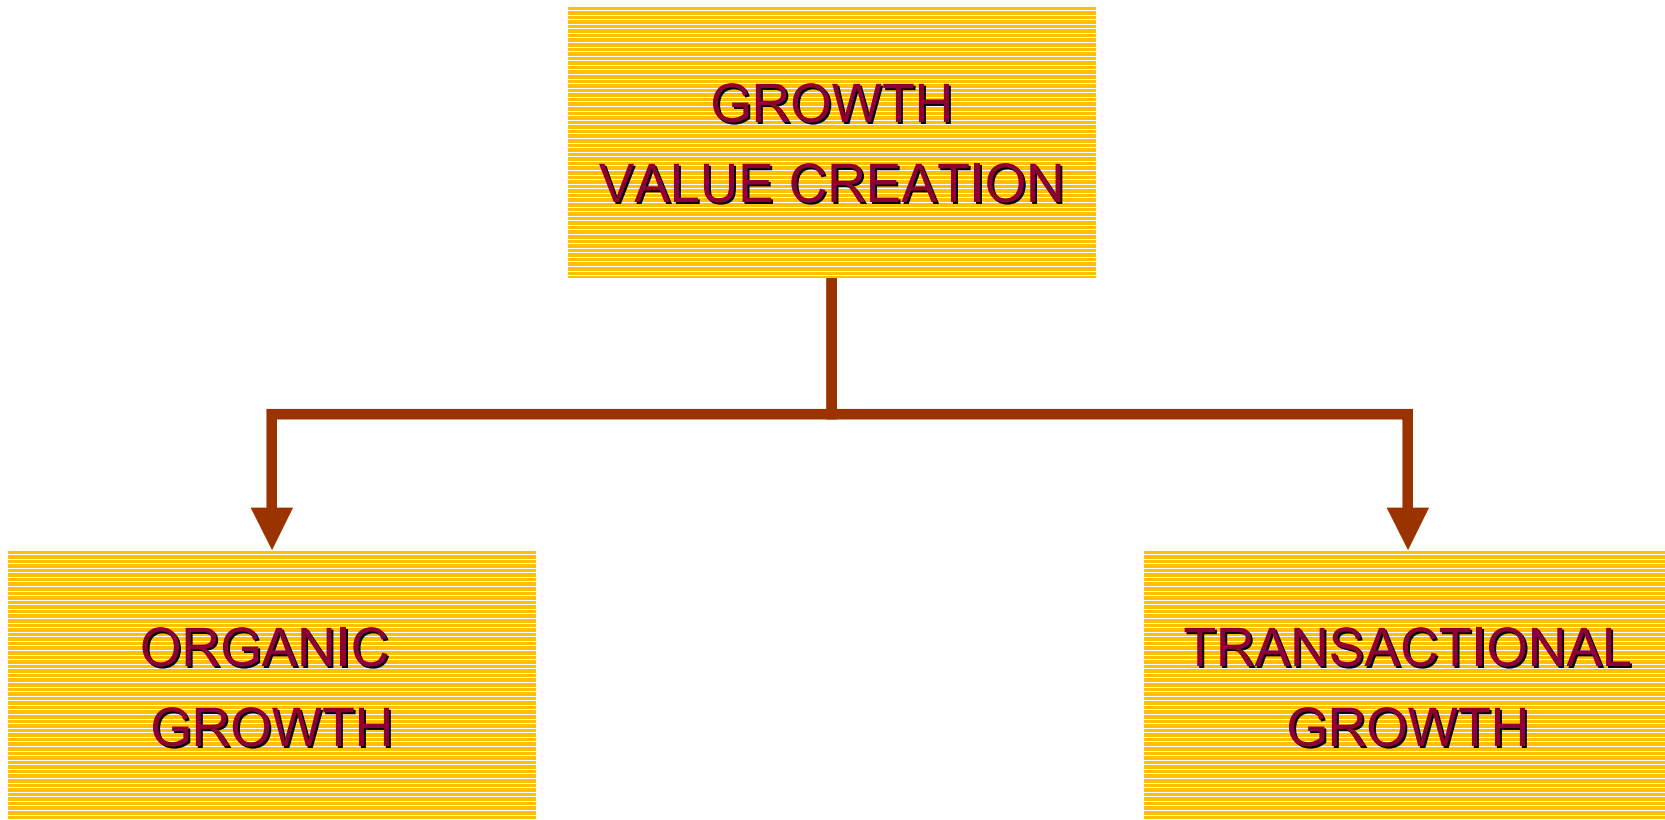 GROWTH
VALUE CREATION
ORGANIC
GROWTH
TRANSACTIONAL
GROWTH